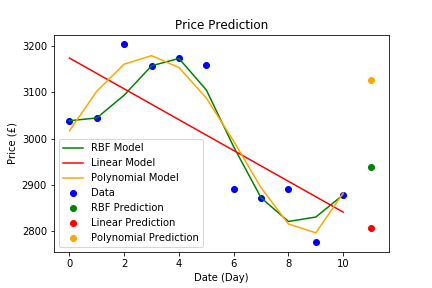 Price Prediction
3200
3100
3000
2900
2800
Price (£)
RBF Model
Linear Model
Polynomial Model
Data
RBF Prediction
Linear Prediction
Polynomial Prediction
0 2 4 6 8 10
Date (Day)